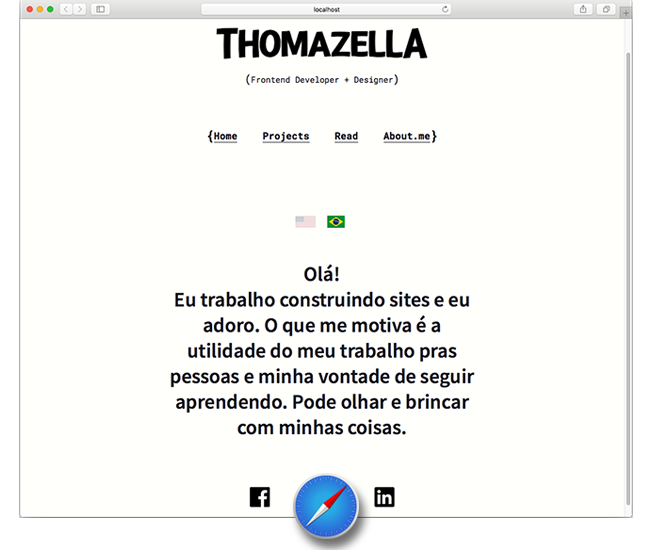 localhost
THOMAZELLA
(Frontend Developer + Designer)
{Home Projects Read About.me}
Olá!
Eu trabalho construindo sites e eu
adoro. O que me motiva é a
utilidade do meu trabalho pras
pessoas e minha vontade de seguir
aprendendo. Pode olhar e brincar
com minhas coisas.